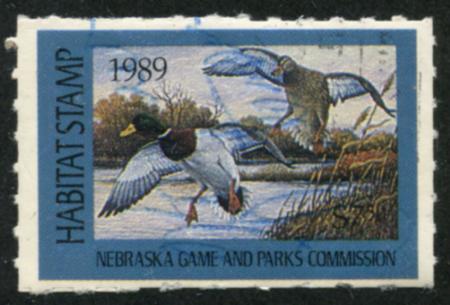 HABITAT STAMP
1989
NEBRASKA GAME AND PARKS COMMISSION